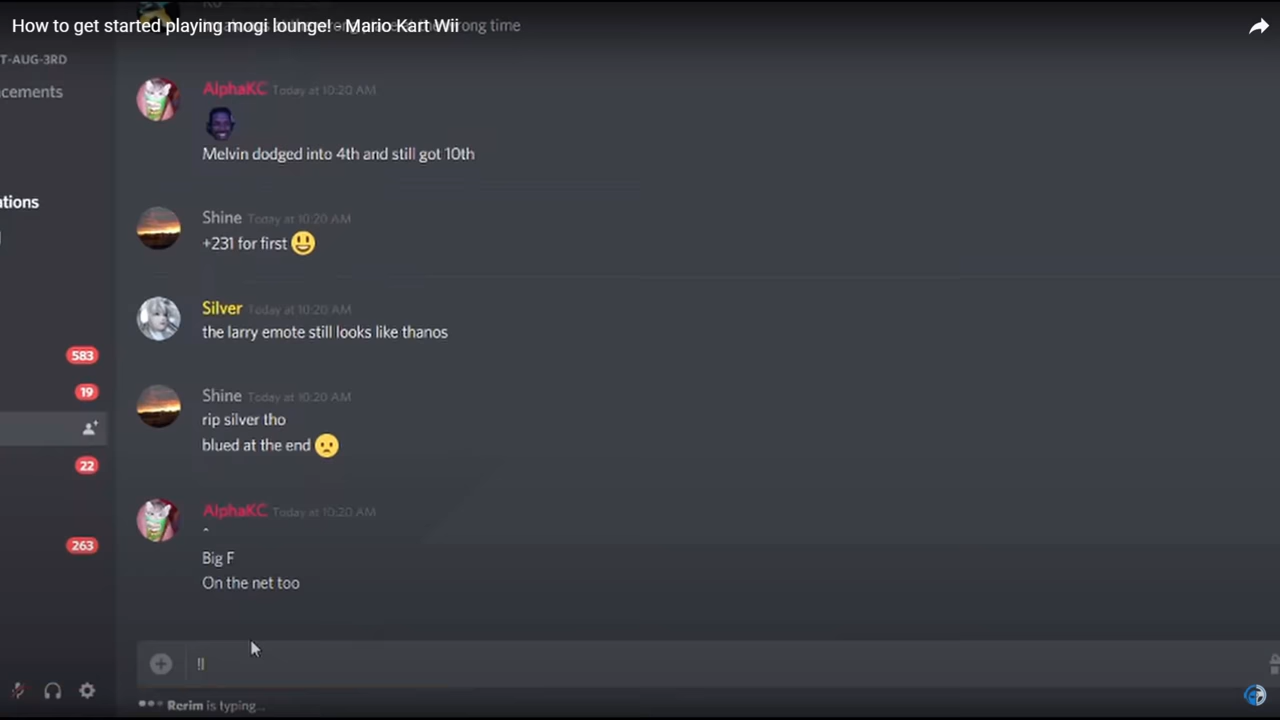 How to get started playing mogi lounge! - Mario Kart Wii
wrong time
T-AUG-3RD
cements
AlphaKC Today at 10:20 AM
Melvin dodged into 4th and still got 10th
ations
Shine Today at 10:20 AM
+231 for first
Silver Today at 10:20 AM
the larry emote still looks like thanos
583
19
Shine Today at 10:20 AM
rip silver tho
blued at the end
22
AlphaKC Today at 10:20 AM
^
Big F
263
On the net too
!l
Rerim is typing...